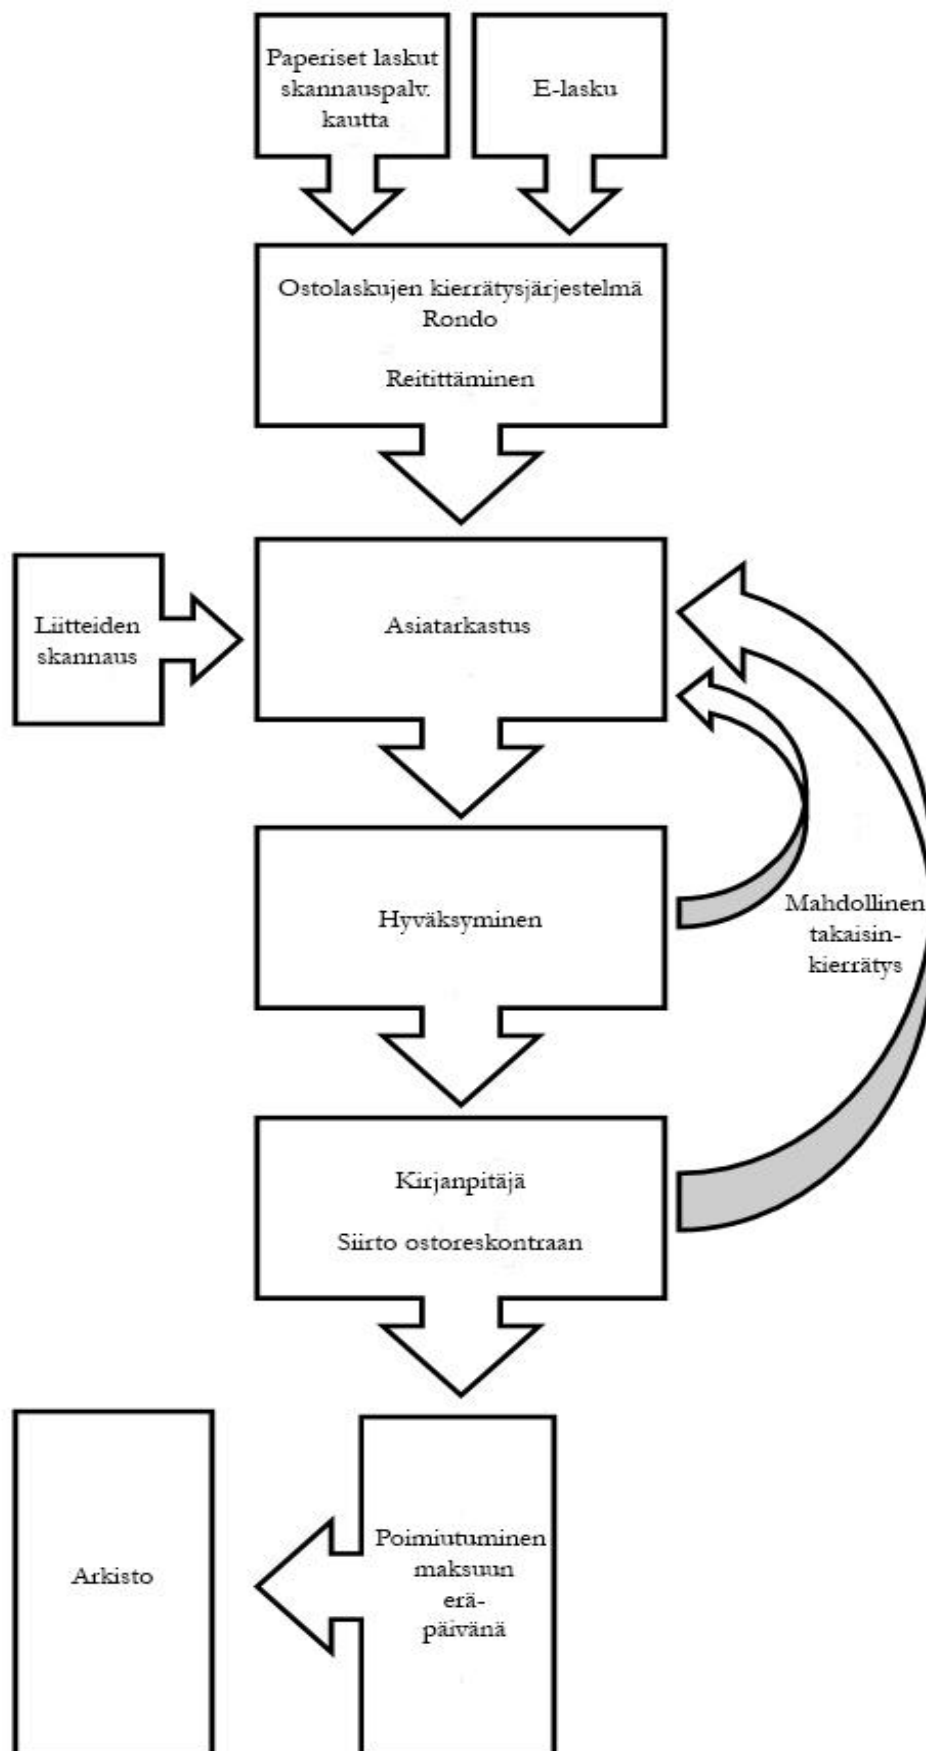 Paperiset laskut
skannauspalv.
kautta
E-lasku
Ostolaskujen kierrätysjärjestelmä
Rondo
Reitittäminen
Liitteiden
skannaus
Asiatarkastus
Hyväksyminen
Mahdollinen
takaisin-
kierrätys
Kirjanpitäjä
Siirto ostoreskontraan
Arkisto
Poimiutuminen
maksuun
erä-
päivänä